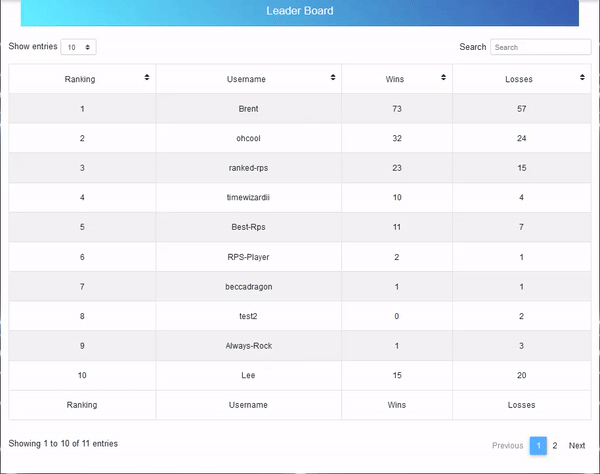 Leader Board
Show entries 10 Search Search
Ranking Username Wins Losses
1 Brent 73 57
2 ohcool 32 24
3 ranked-rps 23 15
4 timewizardii 10 4
5 Best-Rps 11 7
6 RPS-Player 2 1
7 beccadragon 1 1
8 test2 0 2
9 Always-Rock 1 3
10 Lee 15 20
Ranking Username Wins Losses
Showing 1 to 10 of 11 entries Previous 1 2 Next